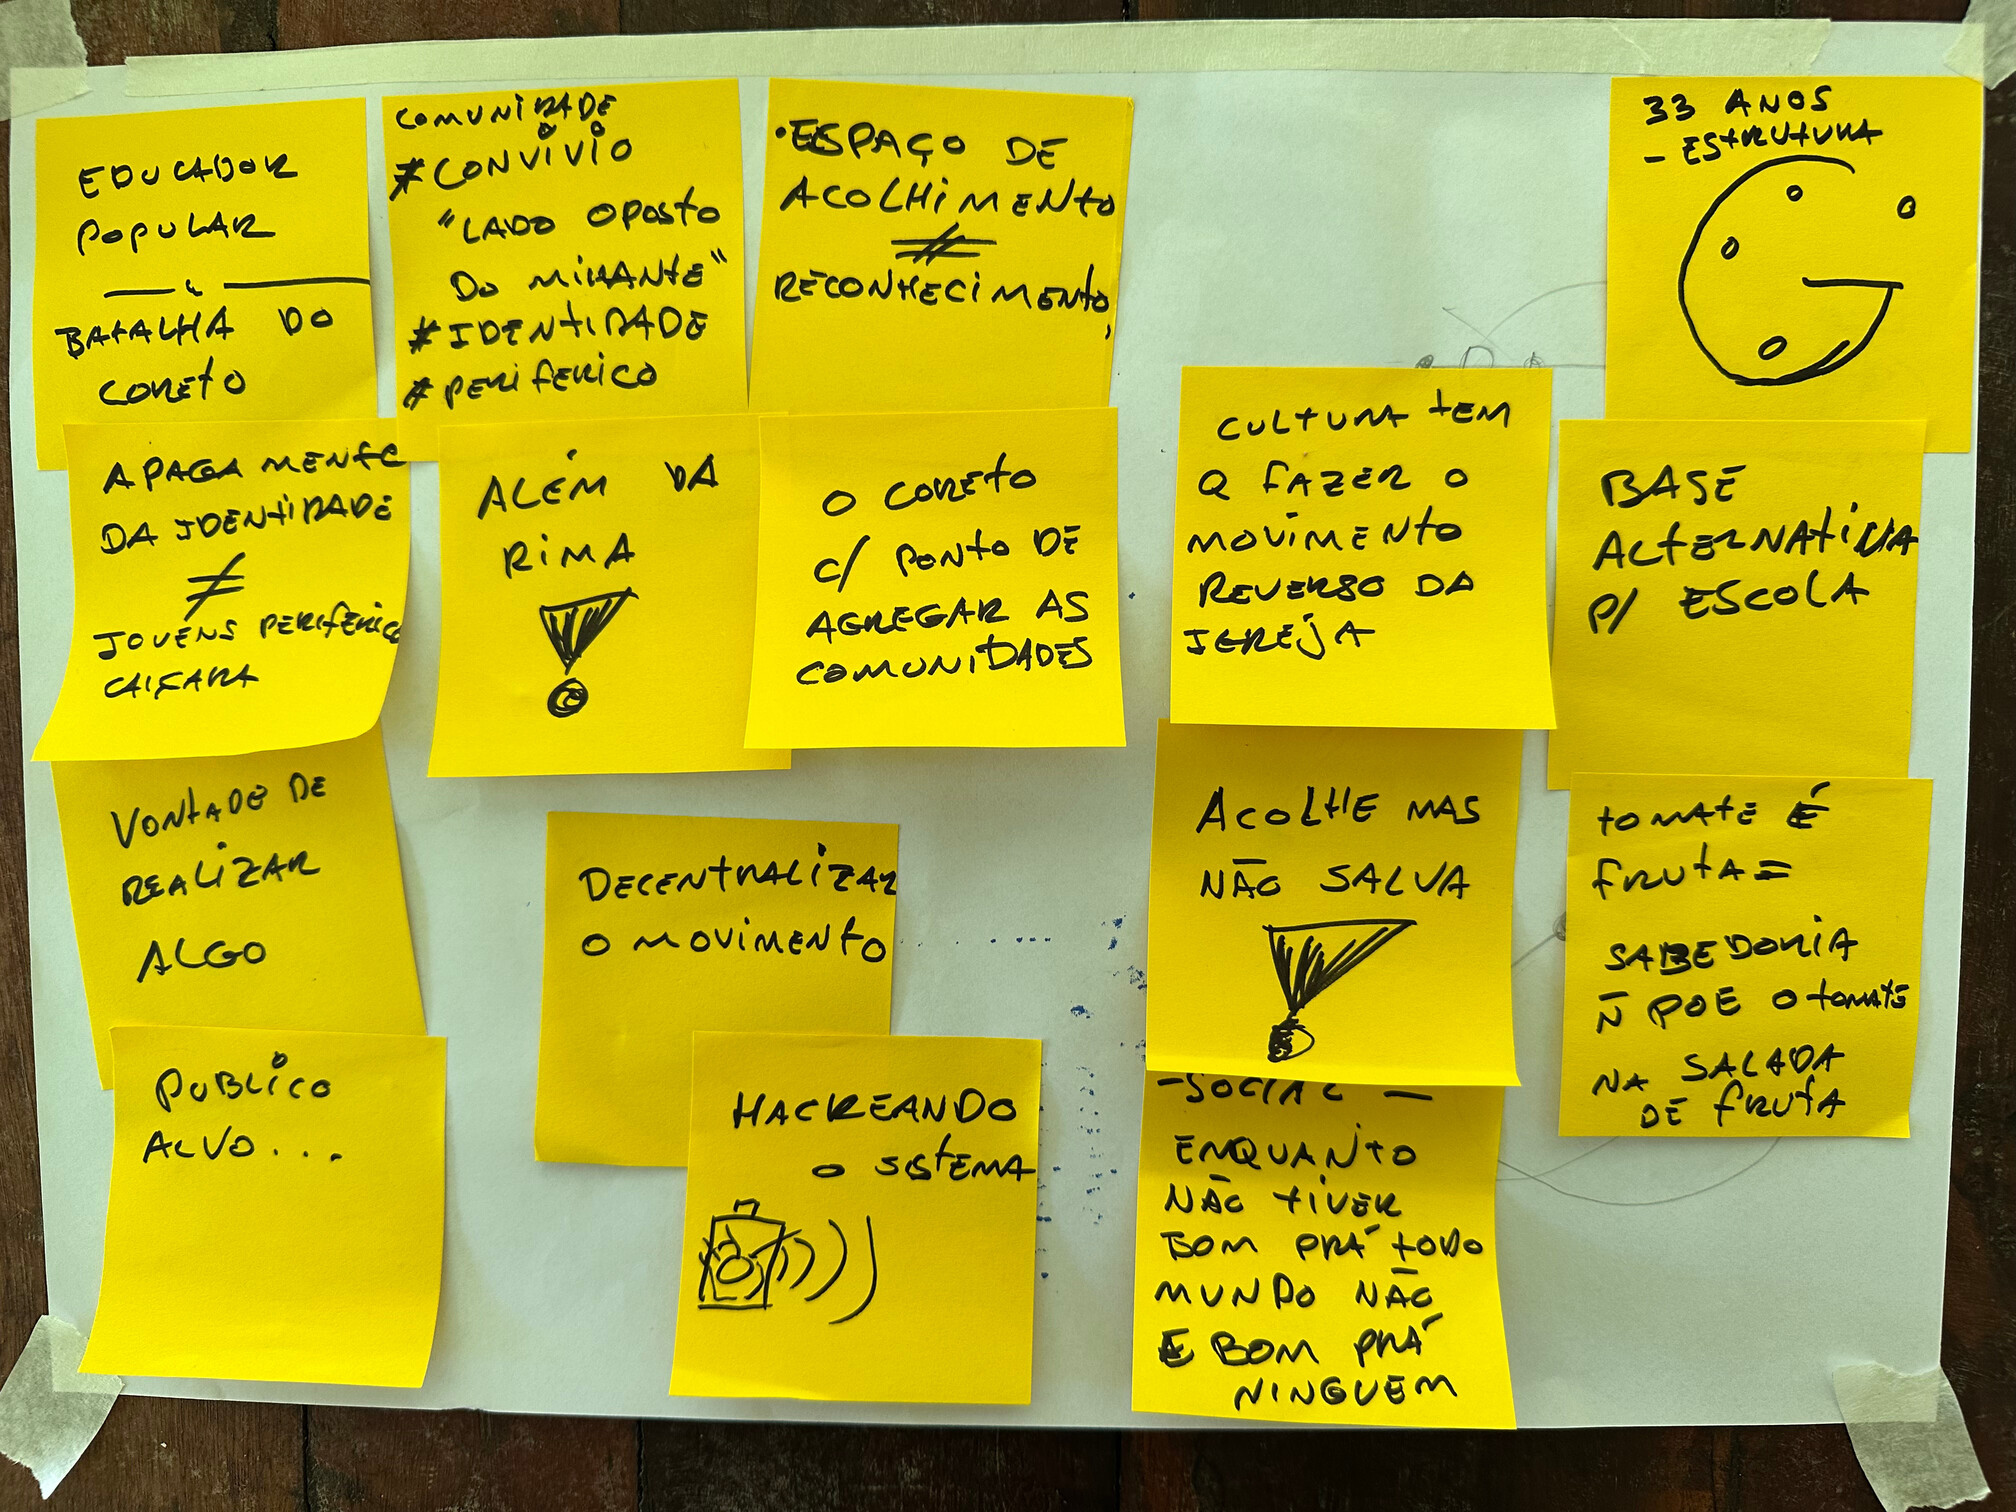 EDUCADOR
POPULAR
BATALHA DO
CORETO
COMUNIDADE
#CONVÍVIO
"LADO OPOSTO
DO MIRANTE"
#IDENTIDADE
#PERIFERICO
•ESPAÇO DE
ACOLHIMENTO
≠
RECONHECIMENTO,
33 ANOS
- ESTRUTURA
APAGAMENTO
DA IDENTIDADE
≠
JOVENS PERIFERICO
CAIÇARA
ALÉM DA
RIMA
O CORETO
C/ PONTO DE
AGREGAR AS
COMUNIDADES
CULTURA TEM
Q FAZER O
MOVIMENTO
REVERSO DA
IGREJA
BASE
ALTERNATIVA
P/ ESCOLA
VONTADE DE
REALIZAR
ALGO
DECENTRALIZAR
O MOVIMENTO
ACOLHE MAS
NÃO SALVA
TOMATE É
FRUTA =
SABEDORIA
Ñ POE O TOMATE
NA SALADA
DE FRUTA
PUBLICO
ALVO...
HACKEANDO
O SISTEMA
-SOCIAL-
ENQUANTO
NÃO TIVER
BOM PRÁ TODO
MUNDO NÃO
E BOM PRÁ
NINGUEM